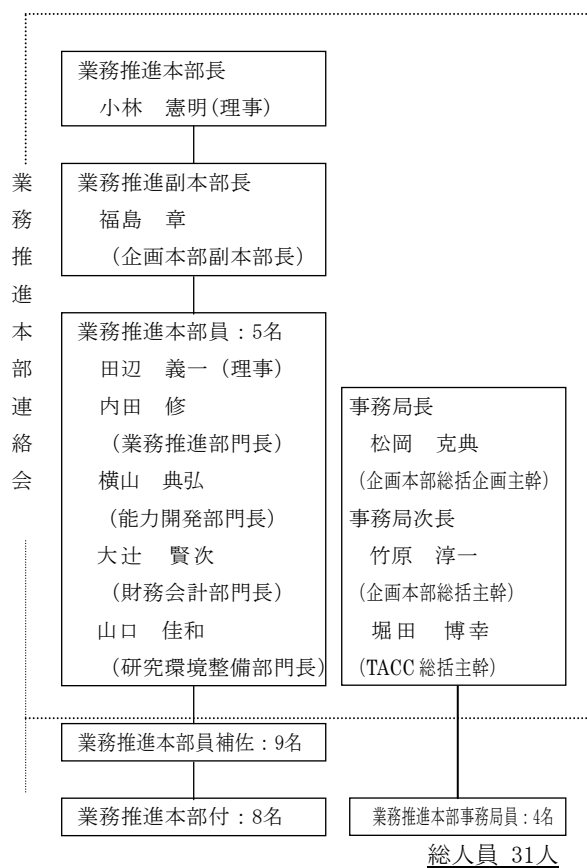 業務推進本部連絡会
業務推進本部長
小林 憲明(理事)
業務推進副本部長
福島 章
(企画本部副本部長)
業務推進本部員:5名
田辺 義一(理事)
内田 修
(業務推進部門長)
横山 典弘
(能力開発部門長)
大辻 賢次
(財務会計部門長)
山口 佳和
(研究環境整備部門長)
事務局長
松岡 克典
(企画本部総括企画主幹)
事務局次長
竹原 淳一
(企画本部総括主幹)
堀田 博幸
(TACC 総括主幹)
業務推進本部員補佐:9名
業務推進本部付:8名
業務推進本部事務局員:4名
総人員 31人